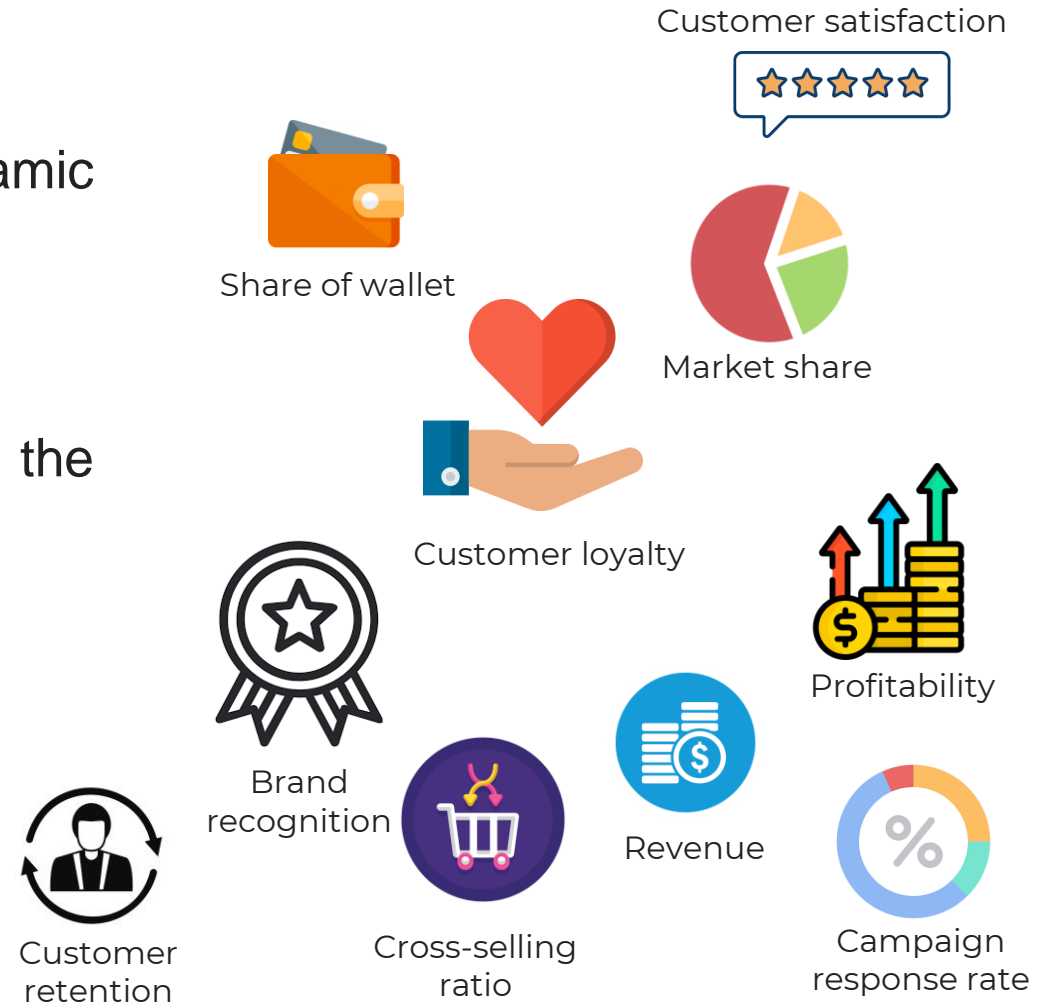 Customer satisfaction
amic
Share of wallet
Market share
the
Customer loyalty
$
Profitability
Brand
recognition
$
Revenue
%
Customer
retention
Cross-selling
ratio
Campaign
response rate